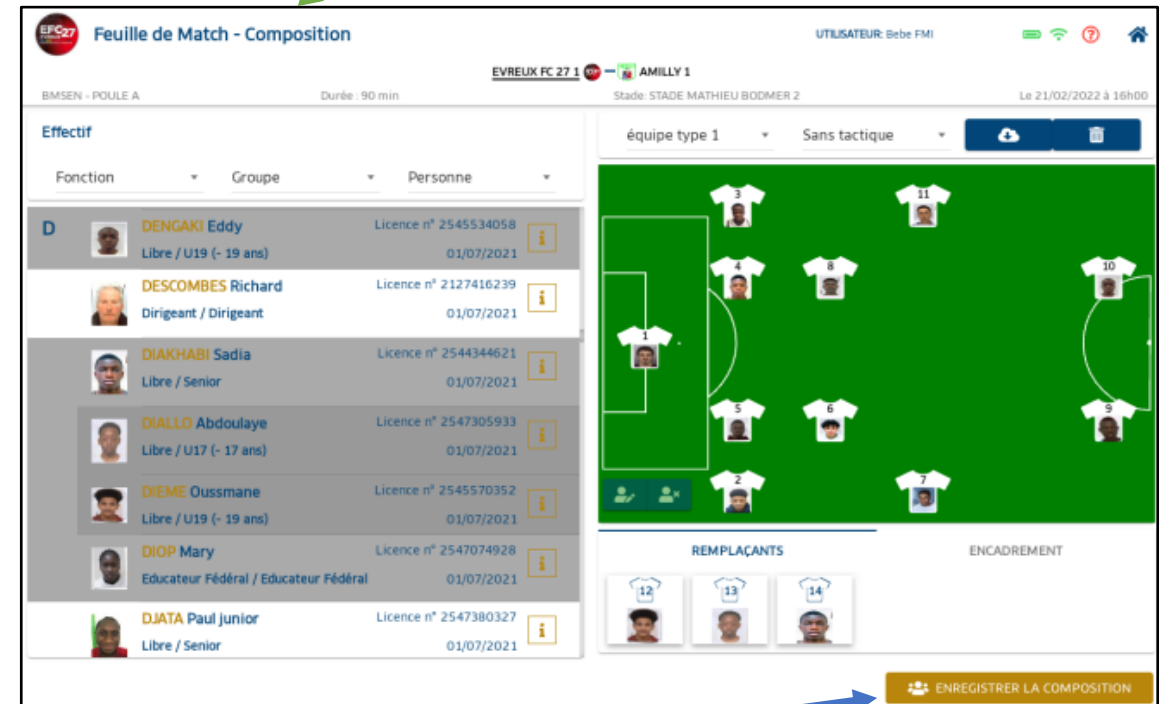 EFC27
Feuille de Match - Composition
UTILISATEUR: Bebe FMI
EVREUX FC 27 1 — AMILLY 1
BMSEN - POULE A
Durée : 90 min
Stade: STADE MATHIEU BODMER 2
Le 21/02/2022 à 16h00
Effectif
Fonction
Groupe
Personne
D
DENGAKI Eddy
Licence n° 2545534058
Libre / U19 (- 19 ans)
01/07/2021
DESCOMBES Richard
Licence n° 2127416239
Dirigeant / Dirigeant
01/07/2021
DIAKHABI Sadia
Licence n° 2544344621
Libre / Senior
01/07/2021
DIALLO Abdoulaye
Licence n° 2547305933
Libre / U17 (- 17 ans)
01/07/2021
DIEME Oussmane
Licence n° 2545570352
Libre / U19 (- 19 ans)
01/07/2021
DIOP Mary
Licence n° 2547074928
Educateur Fédéral / Educateur Fédéral
01/07/2021
DJATA Paul junior
Licence n° 2547380327
Libre / Senior
01/07/2021
équipe type 1
Sans tactique
3
11
4
8
10
1
5
6
9
2
7
REMPLAÇANTS
ENCADREMENT
12
13
14
ENREGISTRER LA COMPOSITION